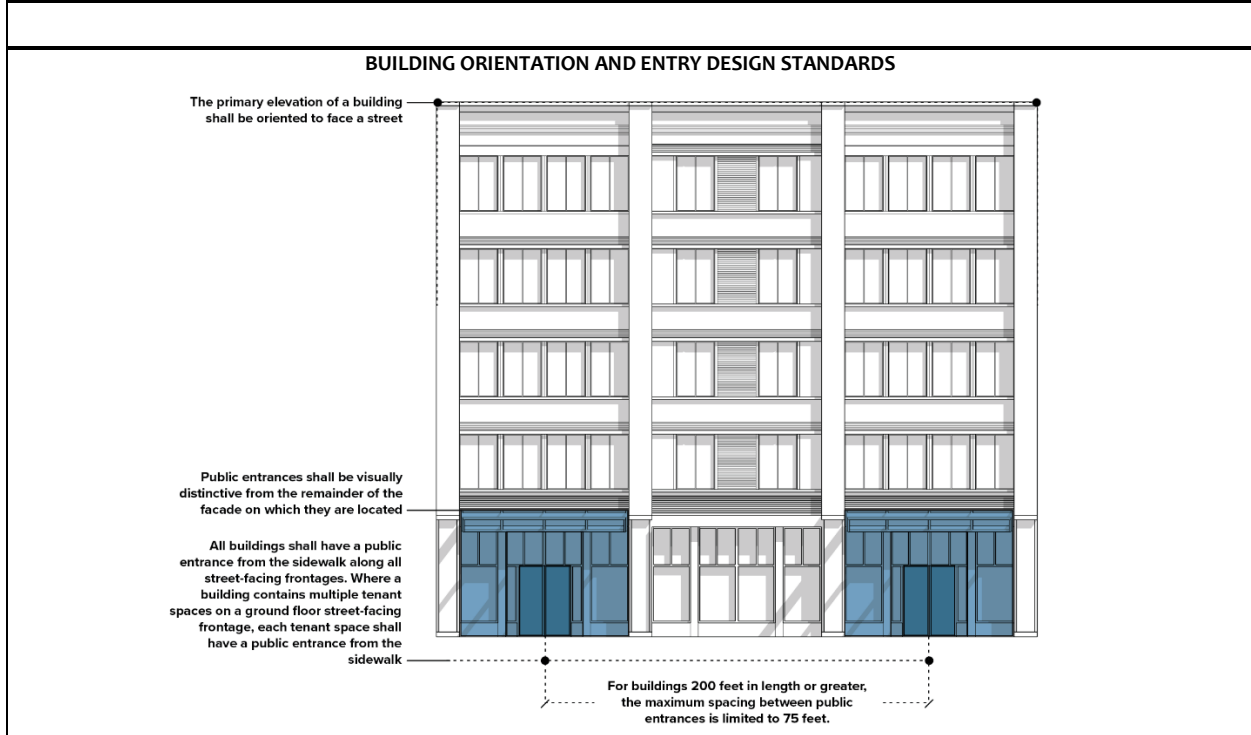 BUILDING ORIENTATION AND ENTRY DESIGN STANDARDS
The primary elevation of a building
shall be oriented to face a street
Public entrances shall be visually
distinctive from the remainder of the
facade on which they are located
All buildings shall have a public
entrance from the sidewalk along all
street-facing frontages. Where a
building contains multiple tenant
spaces on a ground floor street-facing
frontage, each tenant space shall
have a public entrance from the
sidewalk
For buildings 200 feet in length or greater,
the maximum spacing between public
entrances is limited to 75 feet.